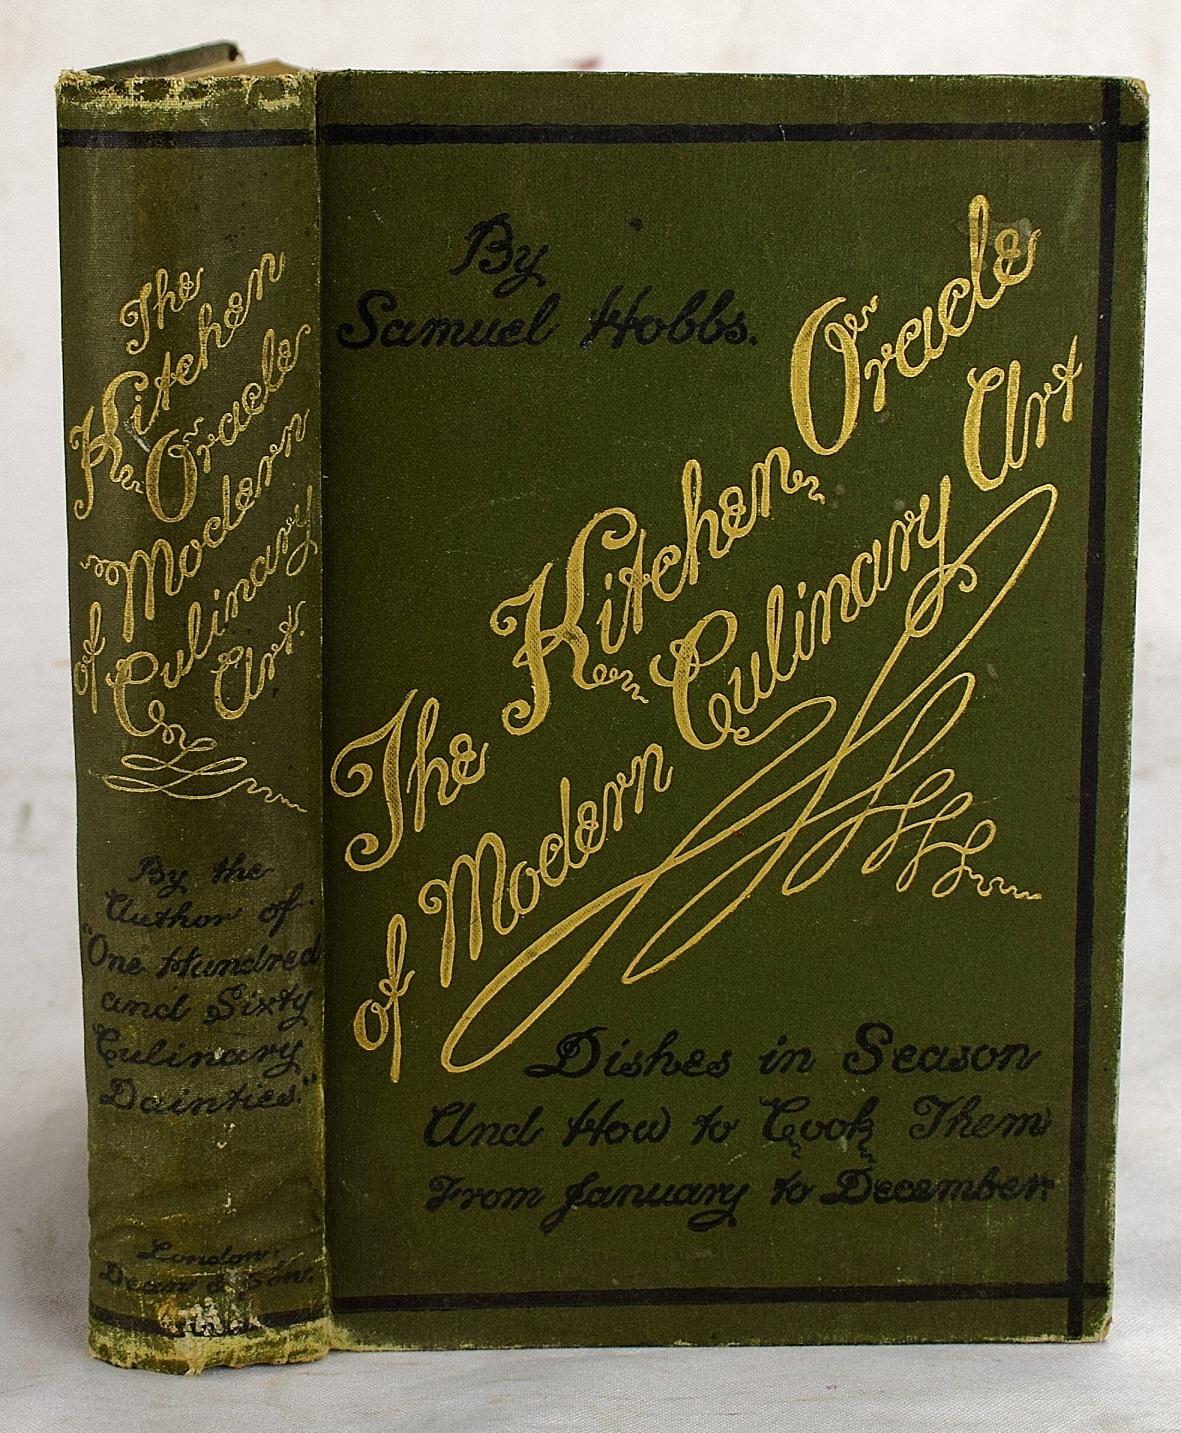 The
Kitchen
Oracle
of Modern
Culinary
Art.
By the
Author of
"One Hundred
and Sixty
Culinary
Dainties."
London:
Dean & Son.
By
Samuel Hobbs.
The Kitchen Oracle
of Modern Culinary Art
Dishes in Season
And How to Cook Them
From January to December.